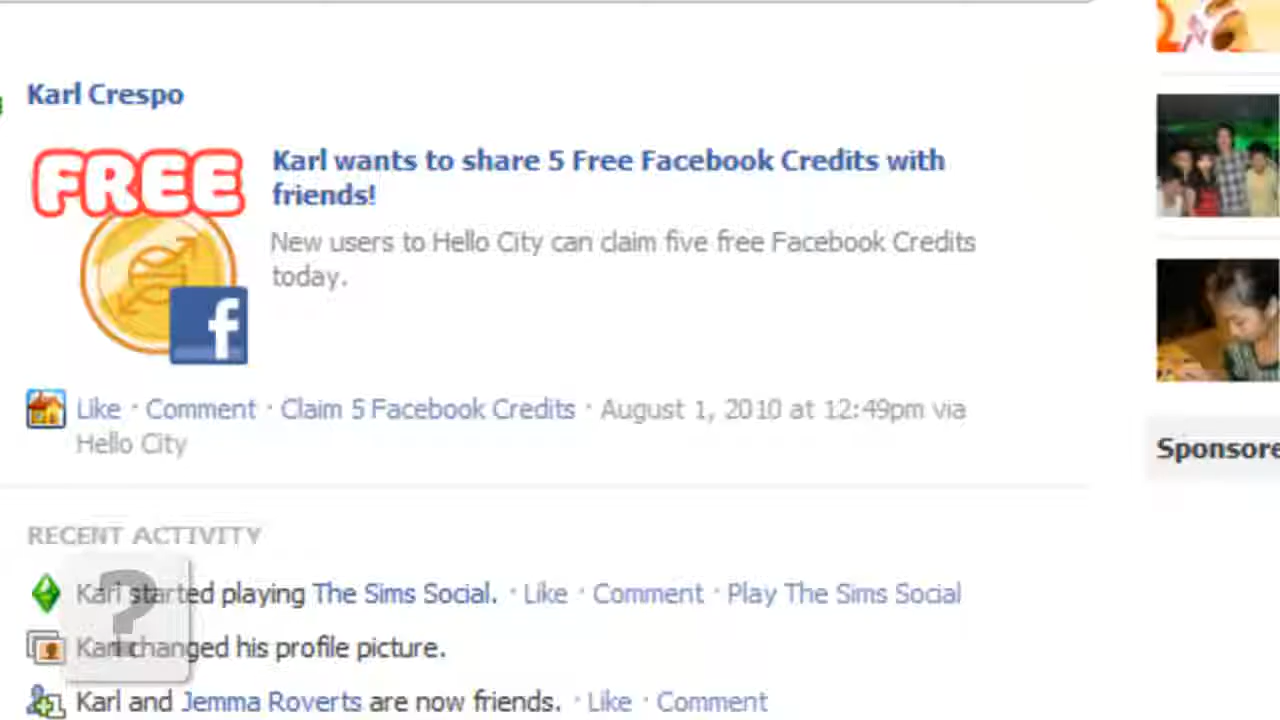 Karl Crespo
FREE
Karl wants to share 5 Free Facebook Credits with
friends!
New users to Hello City can claim five free Facebook Credits
today.
f
Like · Comment · Claim 5 Facebook Credits · August 1, 2010 at 12:49pm via
Hello City
RECENT ACTIVITY
Karl started playing The Sims Social. · Like · Comment · Play The Sims Social
?
Karl changed his profile picture.
Karl and Jemma Roverts are now friends. · Like · Comment